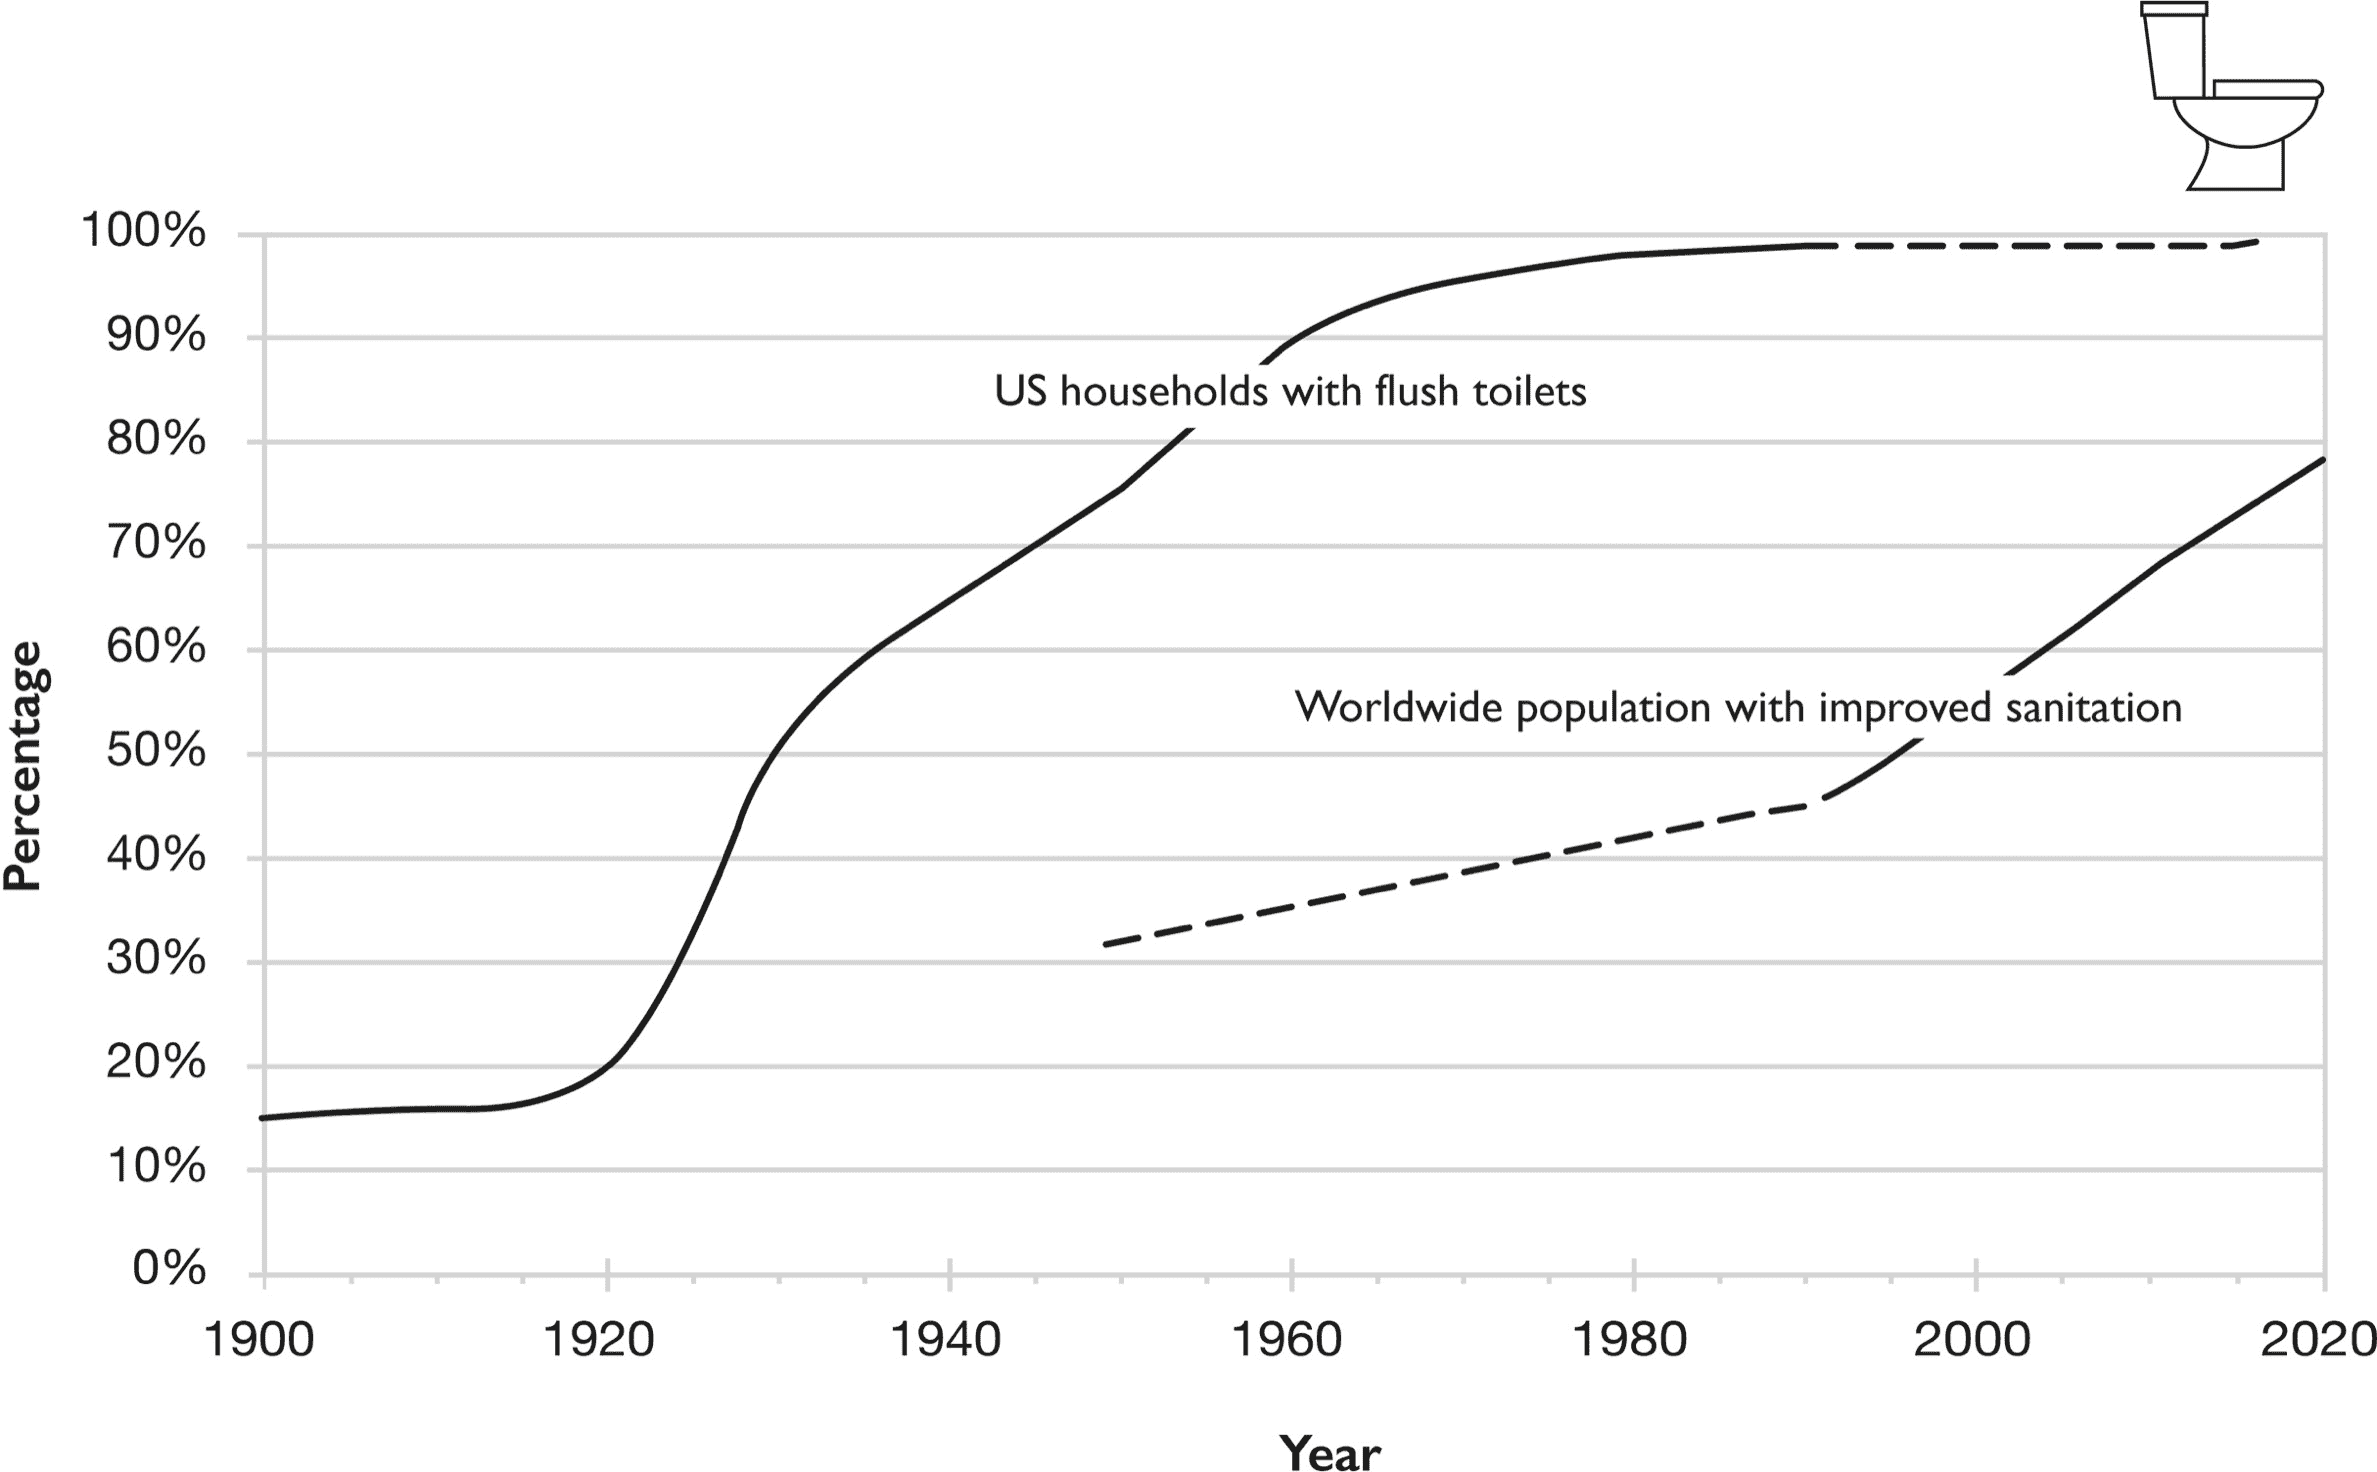 100%
90%
US households with flush toilets
80%
70%
60%
Worldwide population with improved sanitation
50%
40%
30%
20%
10%
0%
Percentage
1900 1920 1940 1960 1980 2000 2020
Year